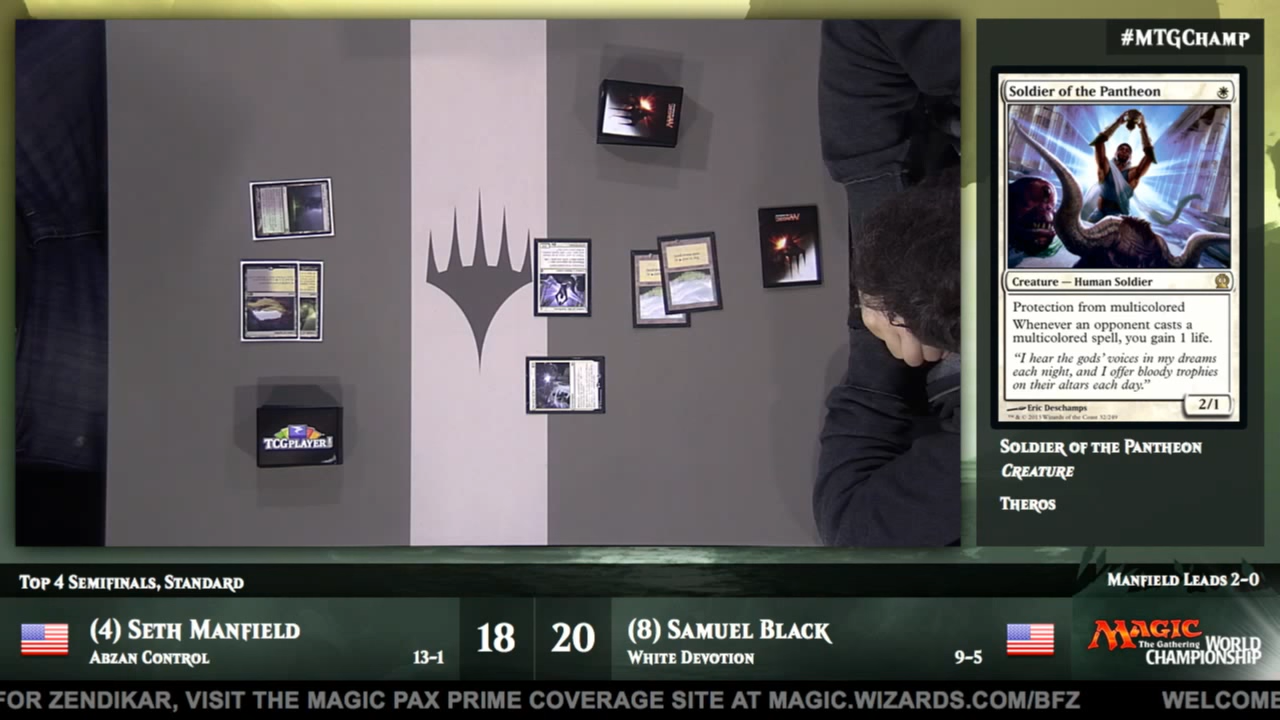 #MTGChamp
Soldier of the Pantheon
Creature — Human Soldier
Protection from multicolored
Whenever an opponent casts a
multicolored spell, you gain 1 life.
“I hear the gods’ voices in my dreams
each night, and I offer bloody trophies
on their altars each day.”
2/1
Eric Deschamps
Soldier of the Pantheon
Creature
Theros
TCGPLAYER
Top 4 Semifinals, Standard
Manfield Leads 2–0
(4) Seth Manfield
Abzan Control
13–1
18
20
(8) Samuel Black
White Devotion
9–5
Magic
The Gathering
World
Championship
FOR ZENDIKAR, VISIT THE MAGIC PAX PRIME COVERAGE SITE AT MAGIC.WIZARDS.COM/BFZ
WELCOME